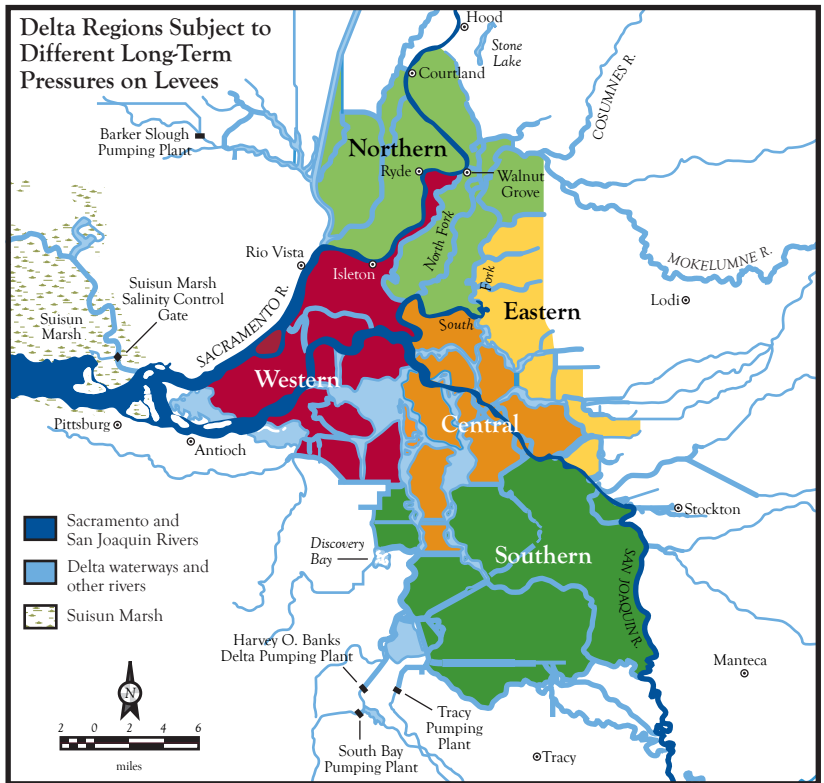 Delta Regions Subject to
Different Long-Term
Pressures on Levees
Hood
Stone
Lake
Courtland
COSUMNES R.
Barker Slough
Pumping Plant
Northern
Ryde
Walnut
Grove
North Fork
MOKELUMNE R.
Rio Vista
Isleton
Suisun Marsh
Salinity Control
Gate
Fork
Lodi
Eastern
Suisun
Marsh
SACRAMENTO R.
South
Western
Central
Pittsburg
Antioch
Stockton
Sacramento and
San Joaquin Rivers
Delta waterways and
other rivers
Suisun Marsh
Discovery
Bay
Southern
SAN JOAQUIN R.
Harvey O. Banks
Delta Pumping Plant
Manteca
N
Tracy
Pumping
Plant
2 0 2 4 6
miles
South Bay
Pumping Plant
Tracy